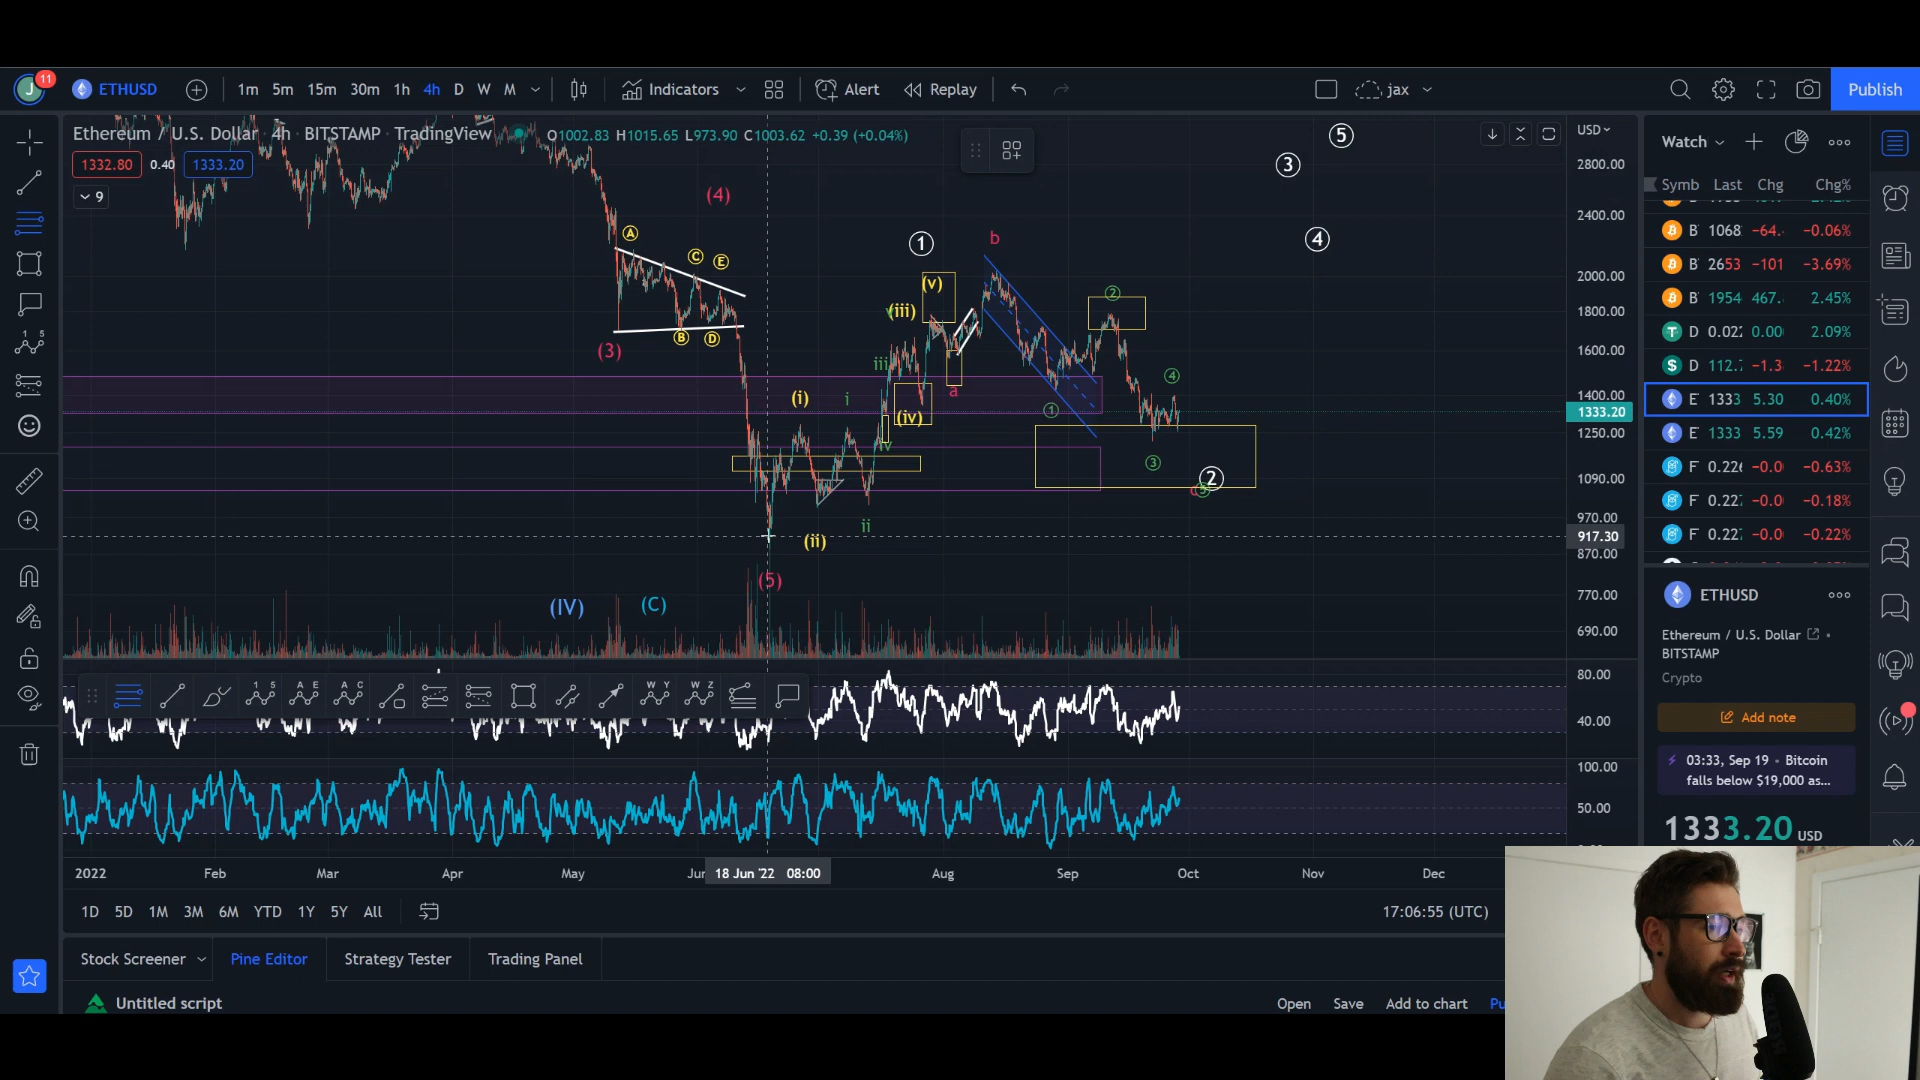 J 11 ETHUSD 1m 5m 15m 30m 1h 4h D W M Indicators Alert Replay jax Publish
Ethereum / U.S. Dollar · 4h · BITSTAMP · TradingView O1002.83 H1015.65 L973.90 C1003.62 +0.39 (+0.04%)
1332.80 0.40 1333.20
9
USD
2800.00
2400.00
2000.00
1800.00
1600.00
1400.00
1333.20
1250.00
1090.00
970.00
917.30
870.00
770.00
690.00
80.00
40.00
100.00
50.00
5
3
4
(4)
A
C E
B D
(3)
1
b
(v)
(iii)
iii
(i)
i
(iv)
iv
a
ii
(ii)
(5)
(IV) (C)
2
1
4
3
2
5
1 5 A E A C W Y W Z
2022 Feb Mar Apr May 18 Jun '22 08:00 Aug Sep Oct Nov Dec
1D 5D 1M 3M 6M YTD 1Y 5Y All 17:06:55 (UTC)
Stock Screener Pine Editor Strategy Tester Trading Panel
Untitled script Open Save Add to chart
Watch
Symb Last Chg Chg%
B 1068 −64. −0.06%
B 2653 −101 −3.69%
B 1954 467. 2.45%
D 0.022 0.00 2.09%
D 112. −1.3 −1.22%
E 1333 5.30 0.40%
E 1333 5.59 0.42%
F 0.226 −0.0 −0.63%
F 0.227 −0.0 −0.18%
F 0.227 −0.0 −0.22%
ETHUSD
Ethereum / U.S. Dollar •
BITSTAMP
Crypto
Add note
03:33, Sep 19 • Bitcoin
falls below $19,000 as...
1333.20 USD